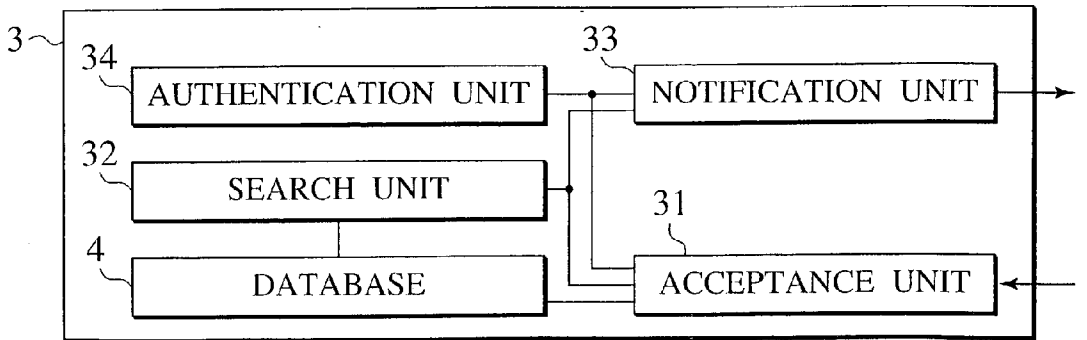 3
34
AUTHENTICATION UNIT
33
NOTIFICATION UNIT
32
SEARCH UNIT
31
ACCEPTANCE UNIT
4
DATABASE